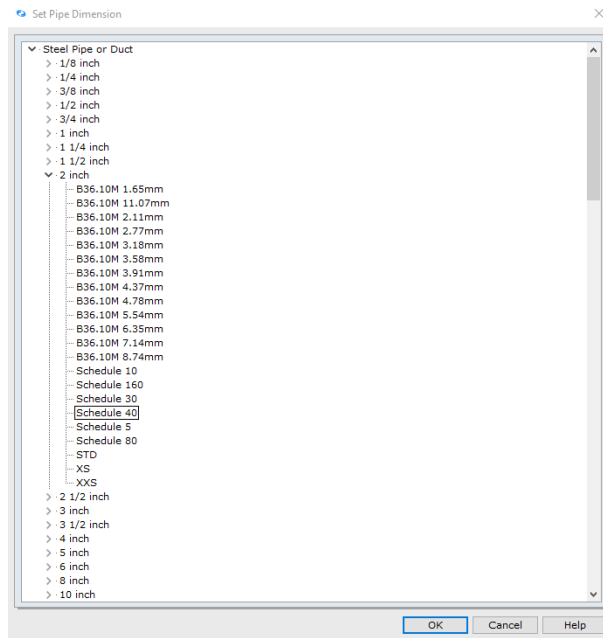 Set Pipe Dimension
Steel Pipe or Duct
1/8 inch
1/4 inch
3/8 inch
1/2 inch
3/4 inch
1 inch
1 1/4 inch
1 1/2 inch
2 inch
B36.10M 1.65mm
B36.10M 11.07mm
B36.10M 2.11mm
B36.10M 2.77mm
B36.10M 3.18mm
B36.10M 3.58mm
B36.10M 3.91mm
B36.10M 4.37mm
B36.10M 4.78mm
B36.10M 5.54mm
B36.10M 6.35mm
B36.10M 7.14mm
B36.10M 8.74mm
Schedule 10
Schedule 160
Schedule 30
Schedule 40
Schedule 5
Schedule 80
STD
XS
XXS
2 1/2 inch
3 inch
3 1/2 inch
4 inch
5 inch
6 inch
8 inch
10 inch
OK Cancel Help